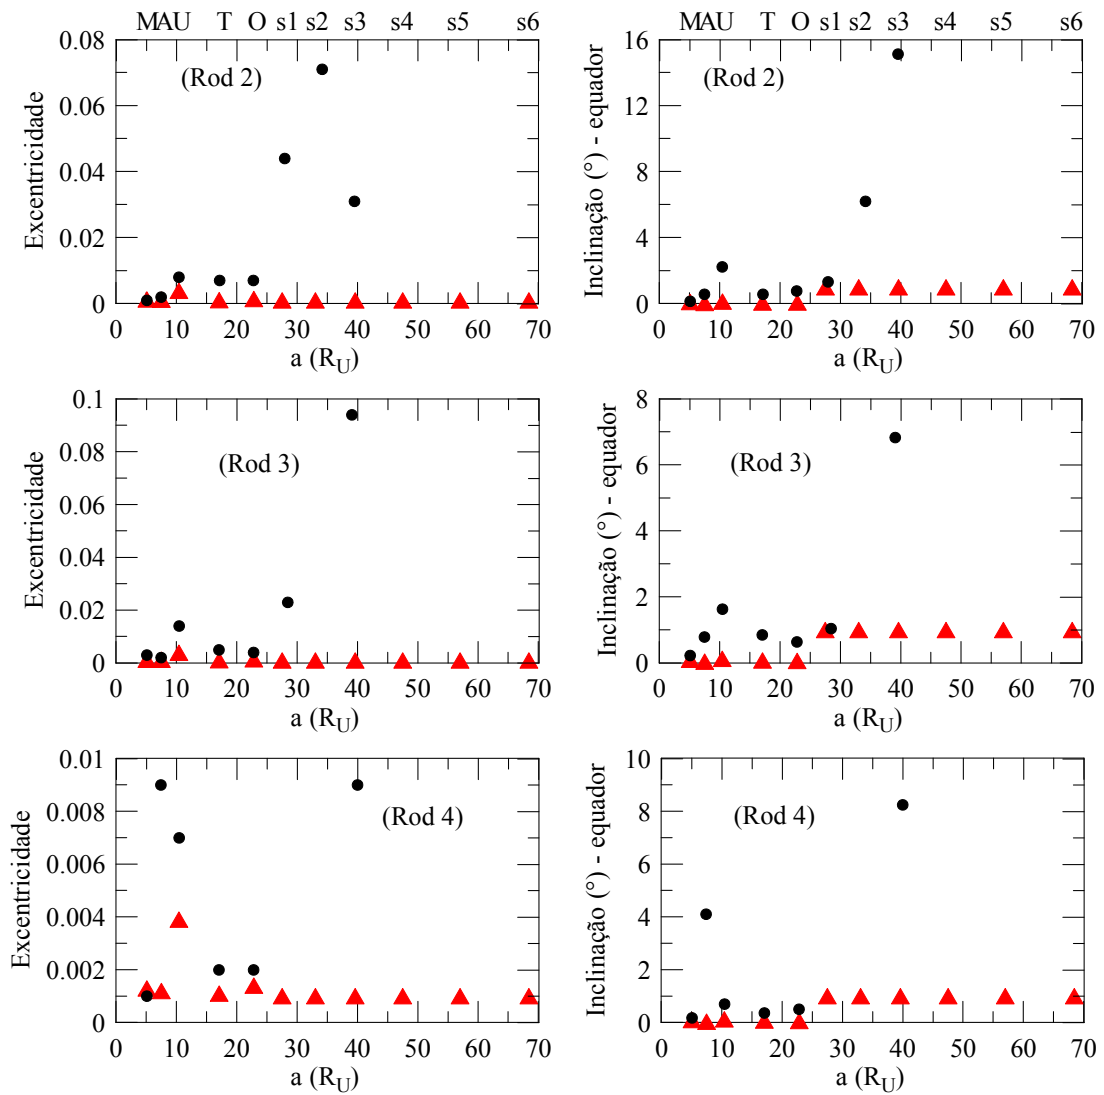 MAU T O s1 s2 s3 s4 s5 s6
0.08
0.06
0.04
0.02
0
Excentricidade
(Rod 2)
0 10 20 30 40 50 60 70
a (R_U)
MAU T O s1 s2 s3 s4 s5 s6
16
12
8
4
0
Inclinação (°) - equador
(Rod 2)
0 10 20 30 40 50 60 70
a (R_U)
0.1
0.08
0.06
0.04
0.02
0
Excentricidade
(Rod 3)
0 10 20 30 40 50 60 70
a (R_U)
8
6
4
2
0
Inclinação (°) - equador
(Rod 3)
0 10 20 30 40 50 60 70
a (R_U)
0.01
0.008
0.006
0.004
0.002
0
Excentricidade
(Rod 4)
0 10 20 30 40 50 60 70
a (R_U)
10
8
6
4
2
0
Inclinação (°) - equador
(Rod 4)
0 10 20 30 40 50 60 70
a (R_U)